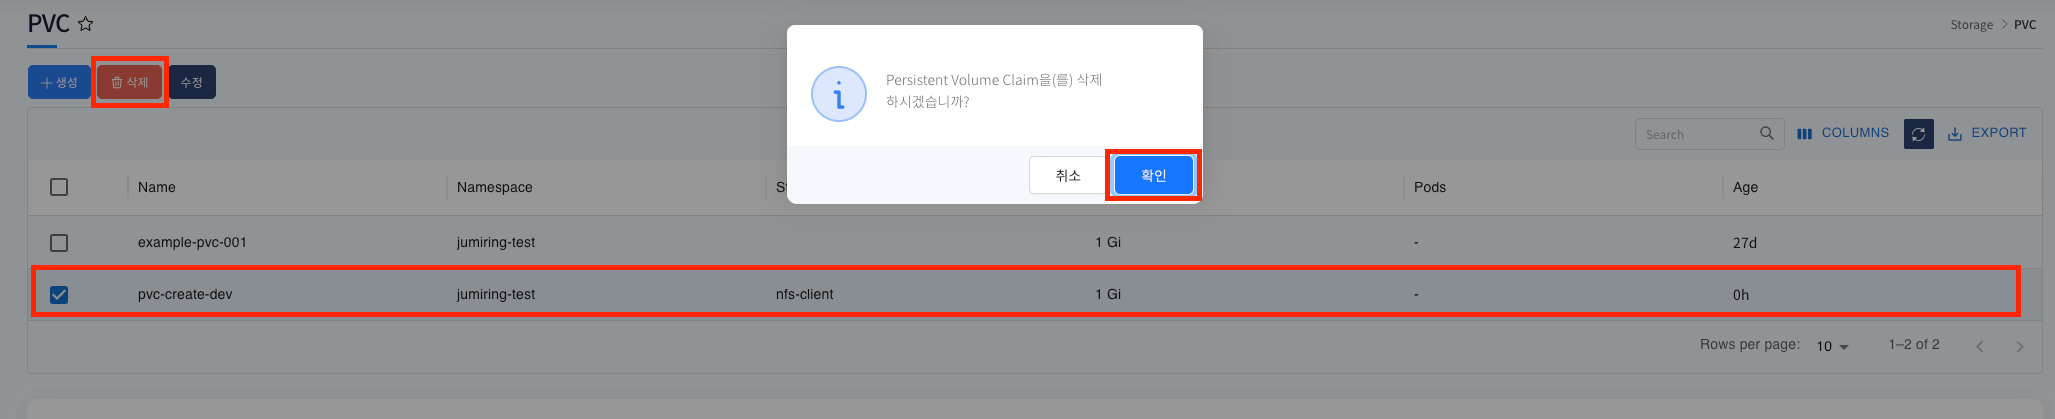 PVC
Storage > PVC
생성 삭제 수정
Persistent Volume Claim을(를) 삭제
하시겠습니까?
취소 확인
Search COLUMNS EXPORT
Name Namespace Pods Age
example-pvc-001 jumiring-test 1 Gi - 27d
pvc-create-dev jumiring-test nfs-client 1 Gi - 0h
Rows per page: 10 1–2 of 2